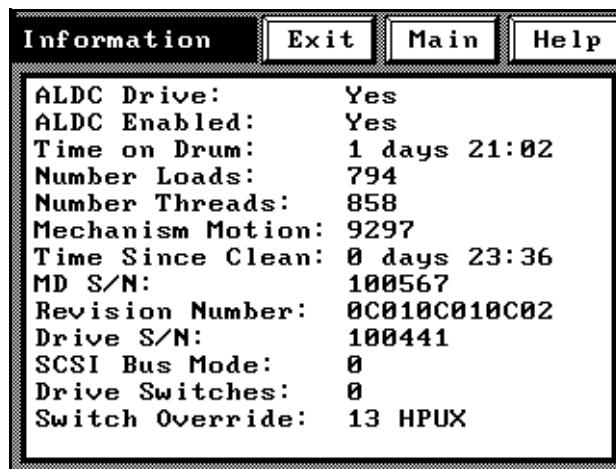 Information Exit Main Help
ALDC Drive: Yes
ALDC Enabled: Yes
Time on Drum: 1 days 21:02
Number Loads: 794
Number Threads: 858
Mechanism Motion: 9297
Time Since Clean: 0 days 23:36
MD S/N: 100567
Revision Number: 0C010C010C02
Drive S/N: 100441
SCSI Bus Mode: 0
Drive Switches: 0
Switch Override: 13 HPUX